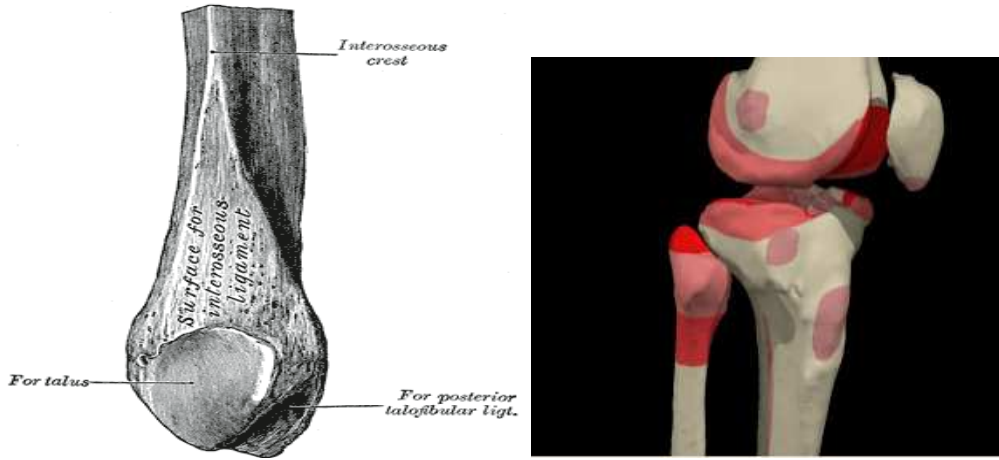 Interosseous
crest
Surface for
interosseous
ligament
For talus
For posterior
talofibular ligt.